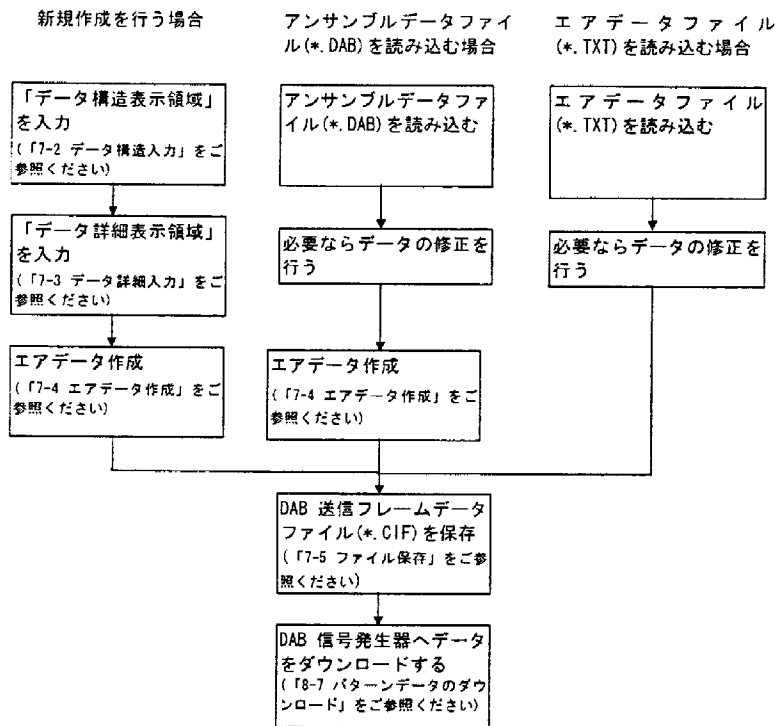 新規作成を行う場合
アンサンブルデータファイ
ル(*.DAB)を読み込む場合
エアデータファイル
(*.TXT)を読み込む場合
「データ構造表示領域」
を入力
(「7-2 データ構造入力」をご
参照ください)
アンサンブルデータファ
イル(*.DAB)を読み込む
エアデータファイル
(*.TXT)を読み込む
「データ詳細表示領域」
を入力
(「7-3 データ詳細入力」をご
参照ください)
必要ならデータの修正を
行う
必要ならデータの修正を
行う
エアデータ作成
(「7-4 エアデータ作成」をご
参照ください)
エアデータ作成
(「7-4 エアデータ作成」をご
参照ください)
DAB 送信フレームデータ
ファイル(*.CIF)を保存
(「7-5 ファイル保存」をご参
照ください)
DAB 信号発生器へデータ
をダウンロードする
(「8-7 パターンデータのダウ
ンロード」をご参照ください)